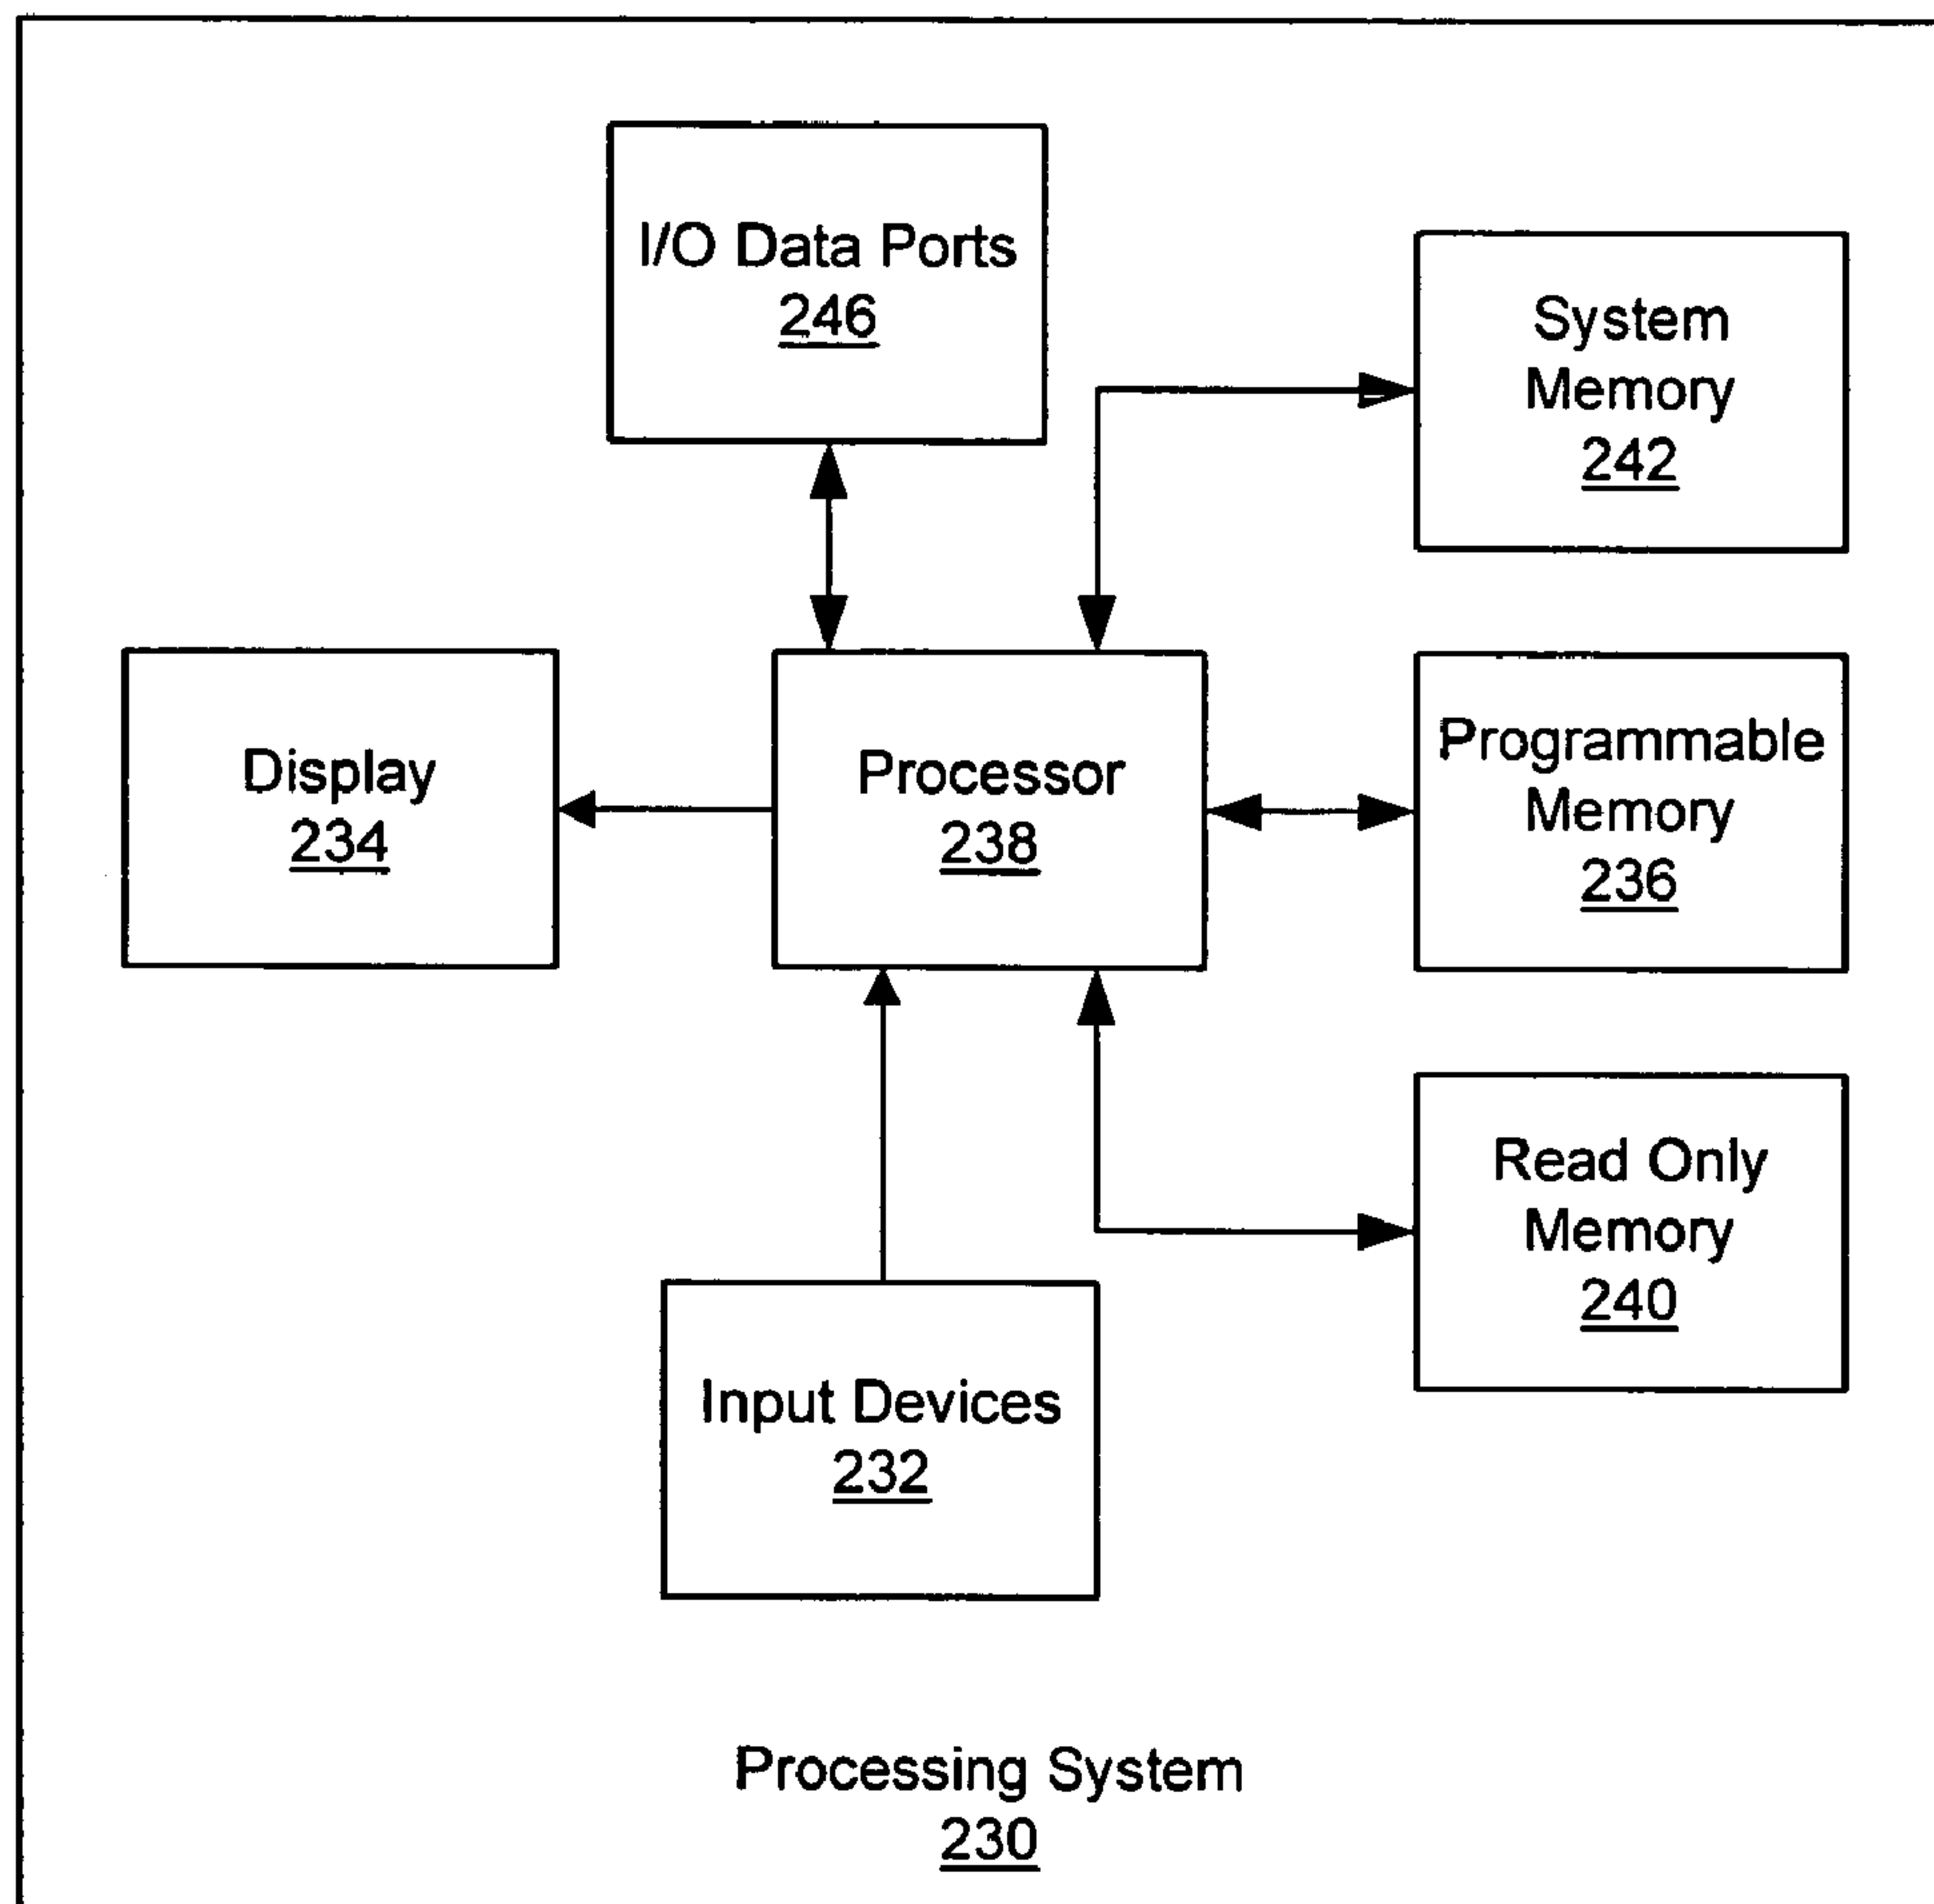 I/O Data Ports
246
System
Memory
242
Display
234
Processor
238
Programmable
Memory
236
Read Only
Memory
240
Input Devices
232
Processing System
230